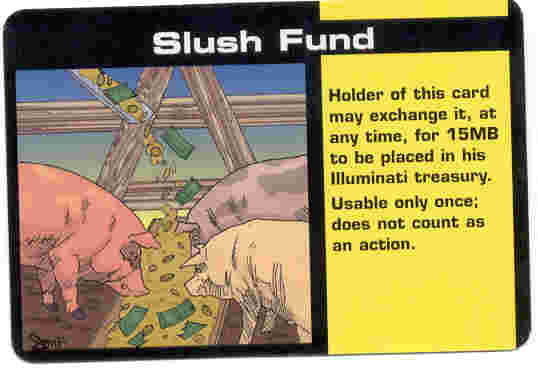 Slush Fund
Holder of this card
may exchange it, at
any time, for 15MB
to be placed in his
Illuminati treasury.
Usable only once;
does not count as
an action.